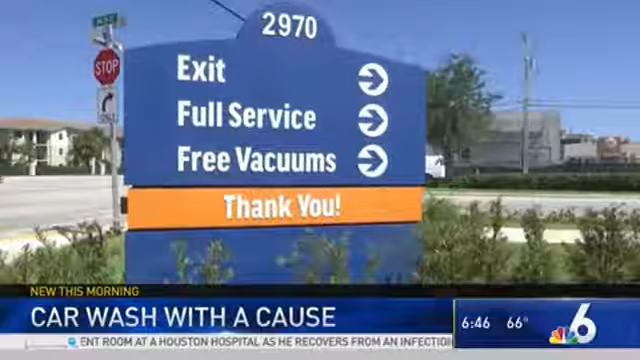 2970
Exit
Full Service
Free Vacuums
Thank You!
STOP
NEW THIS MORNING
CAR WASH WITH A CAUSE
6:46 66°
6
ENT ROOM AT A HOUSTON HOSPITAL AS HE RECOVERS FROM AN INFECTION